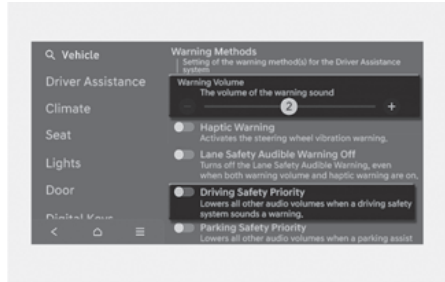 Vehicle
Driver Assistance
Climate
Seat
Lights
Door
Digital Keys
Warning Methods
Setting of the warning method(s) for the Driver Assistance
system
Warning Volume
The volume of the warning sound
− 2 +
Haptic Warning
Activates the steering wheel vibration warning.
Lane Safety Audible Warning Off
Turns off the Lane Safety Audible Warning, even
when both warning volume and haptic warning are on.
Driving Safety Priority
Lowers all other audio volumes when a driving safety
system sounds a warning.
Parking Safety Priority
Lowers all other audio volumes when a parking assist